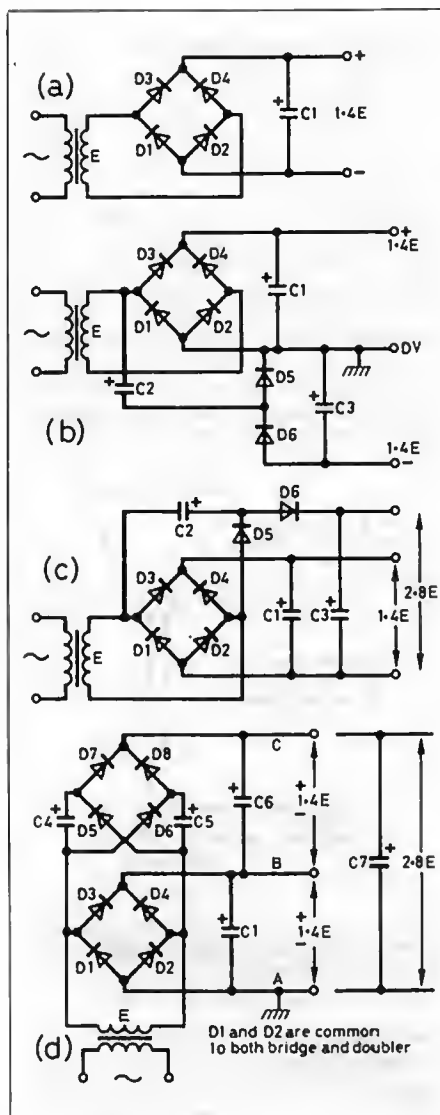 (a)
D3 D4
+
E
+ C1 1·4E
D1 D2
−
D3 D4
+
1·4E
E
+ C1
D1 D2
0V
+ C2
D5
+ C3
D6
(b)
1·4E
−
D6
C2 +
D5
(c)
D3 D4
E
+ C1
+ C3
1·4E
2·8E
D1 D2
D7 D8
C
C4 + + C5
D5 D6
+ C6
+
1·4E
−
C7 +
2·8E
B
D3 D4
+ C1
+
1·4E
−
D1 D2
A
E
(d)
D1 and D2 are common
to both bridge and doubler